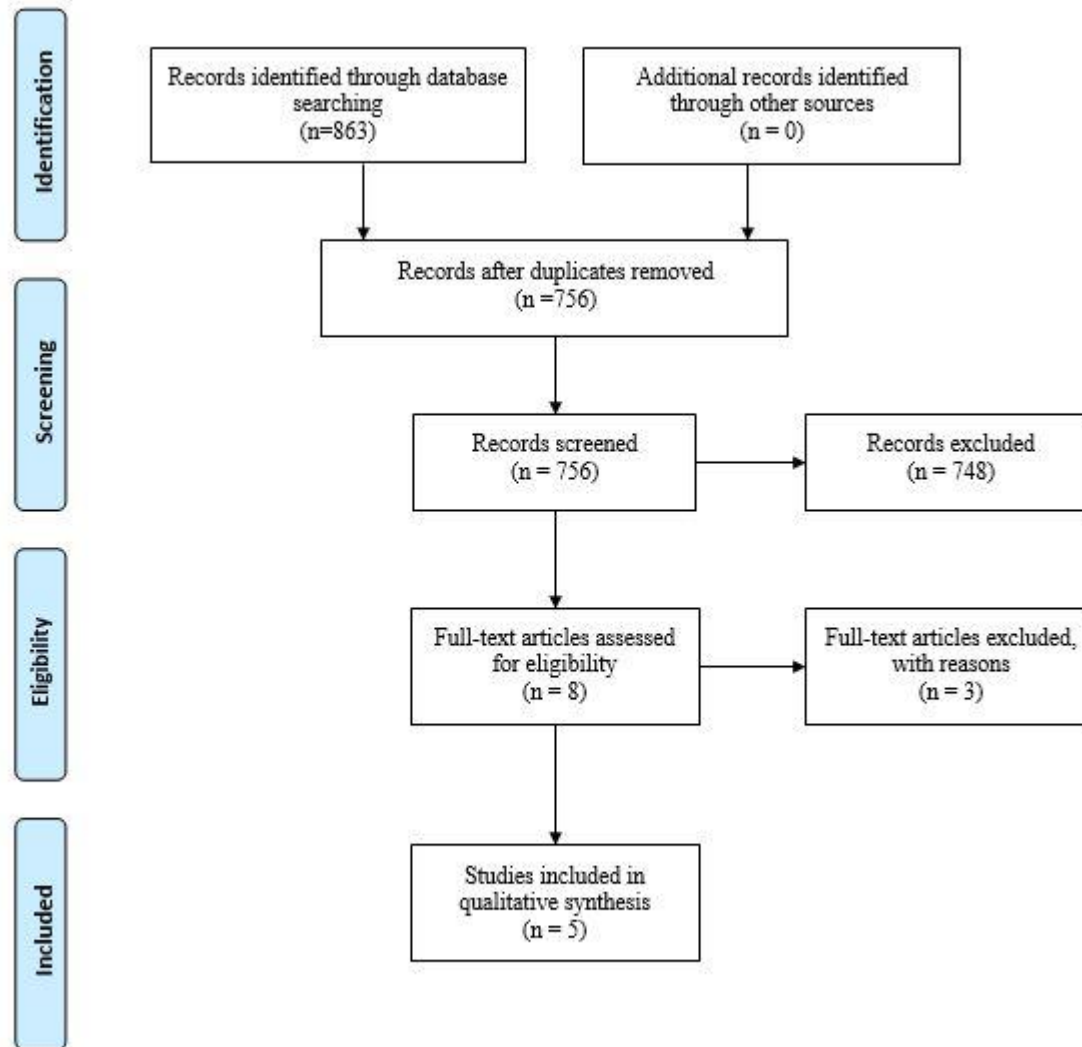 Identification
Records identified through database
searching
(n=863)
Additional records identified
through other sources
(n = 0)
Records after duplicates removed
(n =756)
Screening
Records screened
(n = 756)
Records excluded
(n = 748)
Eligibility
Full-text articles assessed
for eligibility
(n = 8)
Full-text articles excluded,
with reasons
(n = 3)
Included
Studies included in
qualitative synthesis
(n = 5)